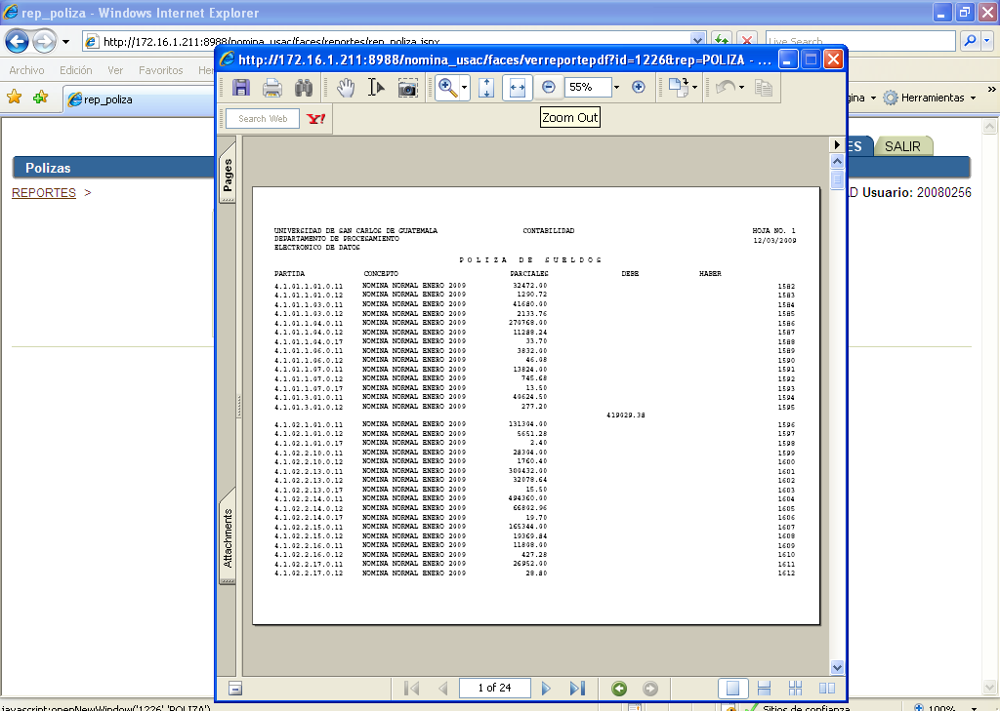 rep_poliza - Windows Internet Explorer
http://172.16.1.211:8988/nomina_usac/faces/reportes/rep_poliza.jspx
Live Search
Archivo Edición Ver Favoritos
rep_poliza
Herramientas
http://172.16.1.211:8988/nomina_usac/faces/verreportepdf?id=1226&rep=POLIZA - ...
55%
Search Web Y!
Zoom Out
SALIR
Polizas
REPORTES >
Usuario: 20080256
Pages
Attachments
UNIVERSIDAD DE SAN CARLOS DE GUATEMALA CONTABILIDAD HOJA NO. 1
DEPARTAMENTO DE PROCESAMIENTO 12/03/2009
ELECTRONICO DE DATOS
P O L I Z A D E S U E L D O S
PARTIDA CONCEPTO PARCIALES DEBE HABER
4.1.01.1.01.0.11 NOMINA NORMAL ENERO 2009 32472.00 1582
4.1.01.1.01.0.12 NOMINA NORMAL ENERO 2009 1290.72 1583
4.1.01.1.03.0.11 NOMINA NORMAL ENERO 2009 41680.00 1584
4.1.01.1.03.0.12 NOMINA NORMAL ENERO 2009 2133.76 1585
4.1.01.1.04.0.11 NOMINA NORMAL ENERO 2009 270768.00 1586
4.1.01.1.04.0.12 NOMINA NORMAL ENERO 2009 11288.24 1587
4.1.01.1.04.0.17 NOMINA NORMAL ENERO 2009 33.70 1588
4.1.01.1.06.0.11 NOMINA NORMAL ENERO 2009 3832.00 1589
4.1.01.1.06.0.12 NOMINA NORMAL ENERO 2009 46.08 1590
4.1.01.1.07.0.11 NOMINA NORMAL ENERO 2009 13824.00 1591
4.1.01.1.07.0.12 NOMINA NORMAL ENERO 2009 745.68 1592
4.1.01.1.07.0.17 NOMINA NORMAL ENERO 2009 13.50 1593
4.1.01.3.01.0.11 NOMINA NORMAL ENERO 2009 40624.50 1594
4.1.01.3.01.0.12 NOMINA NORMAL ENERO 2009 277.20 1595
419029.38
4.1.02.1.01.0.11 NOMINA NORMAL ENERO 2009 131304.00 1596
4.1.02.1.01.0.12 NOMINA NORMAL ENERO 2009 5651.28 1597
4.1.02.1.01.0.17 NOMINA NORMAL ENERO 2009 2.40 1598
4.1.02.2.10.0.11 NOMINA NORMAL ENERO 2009 28304.00 1599
4.1.02.2.10.0.12 NOMINA NORMAL ENERO 2009 1760.40 1600
4.1.02.2.13.0.11 NOMINA NORMAL ENERO 2009 300432.00 1601
4.1.02.2.13.0.12 NOMINA NORMAL ENERO 2009 32078.64 1602
4.1.02.2.13.0.17 NOMINA NORMAL ENERO 2009 15.50 1603
4.1.02.2.14.0.11 NOMINA NORMAL ENERO 2009 494360.00 1604
4.1.02.2.14.0.12 NOMINA NORMAL ENERO 2009 66802.96 1605
4.1.02.2.14.0.17 NOMINA NORMAL ENERO 2009 19.70 1606
4.1.02.2.15.0.11 NOMINA NORMAL ENERO 2009 165344.00 1607
4.1.02.2.15.0.12 NOMINA NORMAL ENERO 2009 19369.84 1608
4.1.02.2.16.0.11 NOMINA NORMAL ENERO 2009 11808.00 1609
4.1.02.2.16.0.12 NOMINA NORMAL ENERO 2009 427.28 1610
4.1.02.2.17.0.11 NOMINA NORMAL ENERO 2009 26952.00 1611
4.1.02.2.17.0.12 NOMINA NORMAL ENERO 2009 28.80 1612
1 of 24
javascript:openNewWindow('1226','POLIZA')
Sitios de confianza
100%